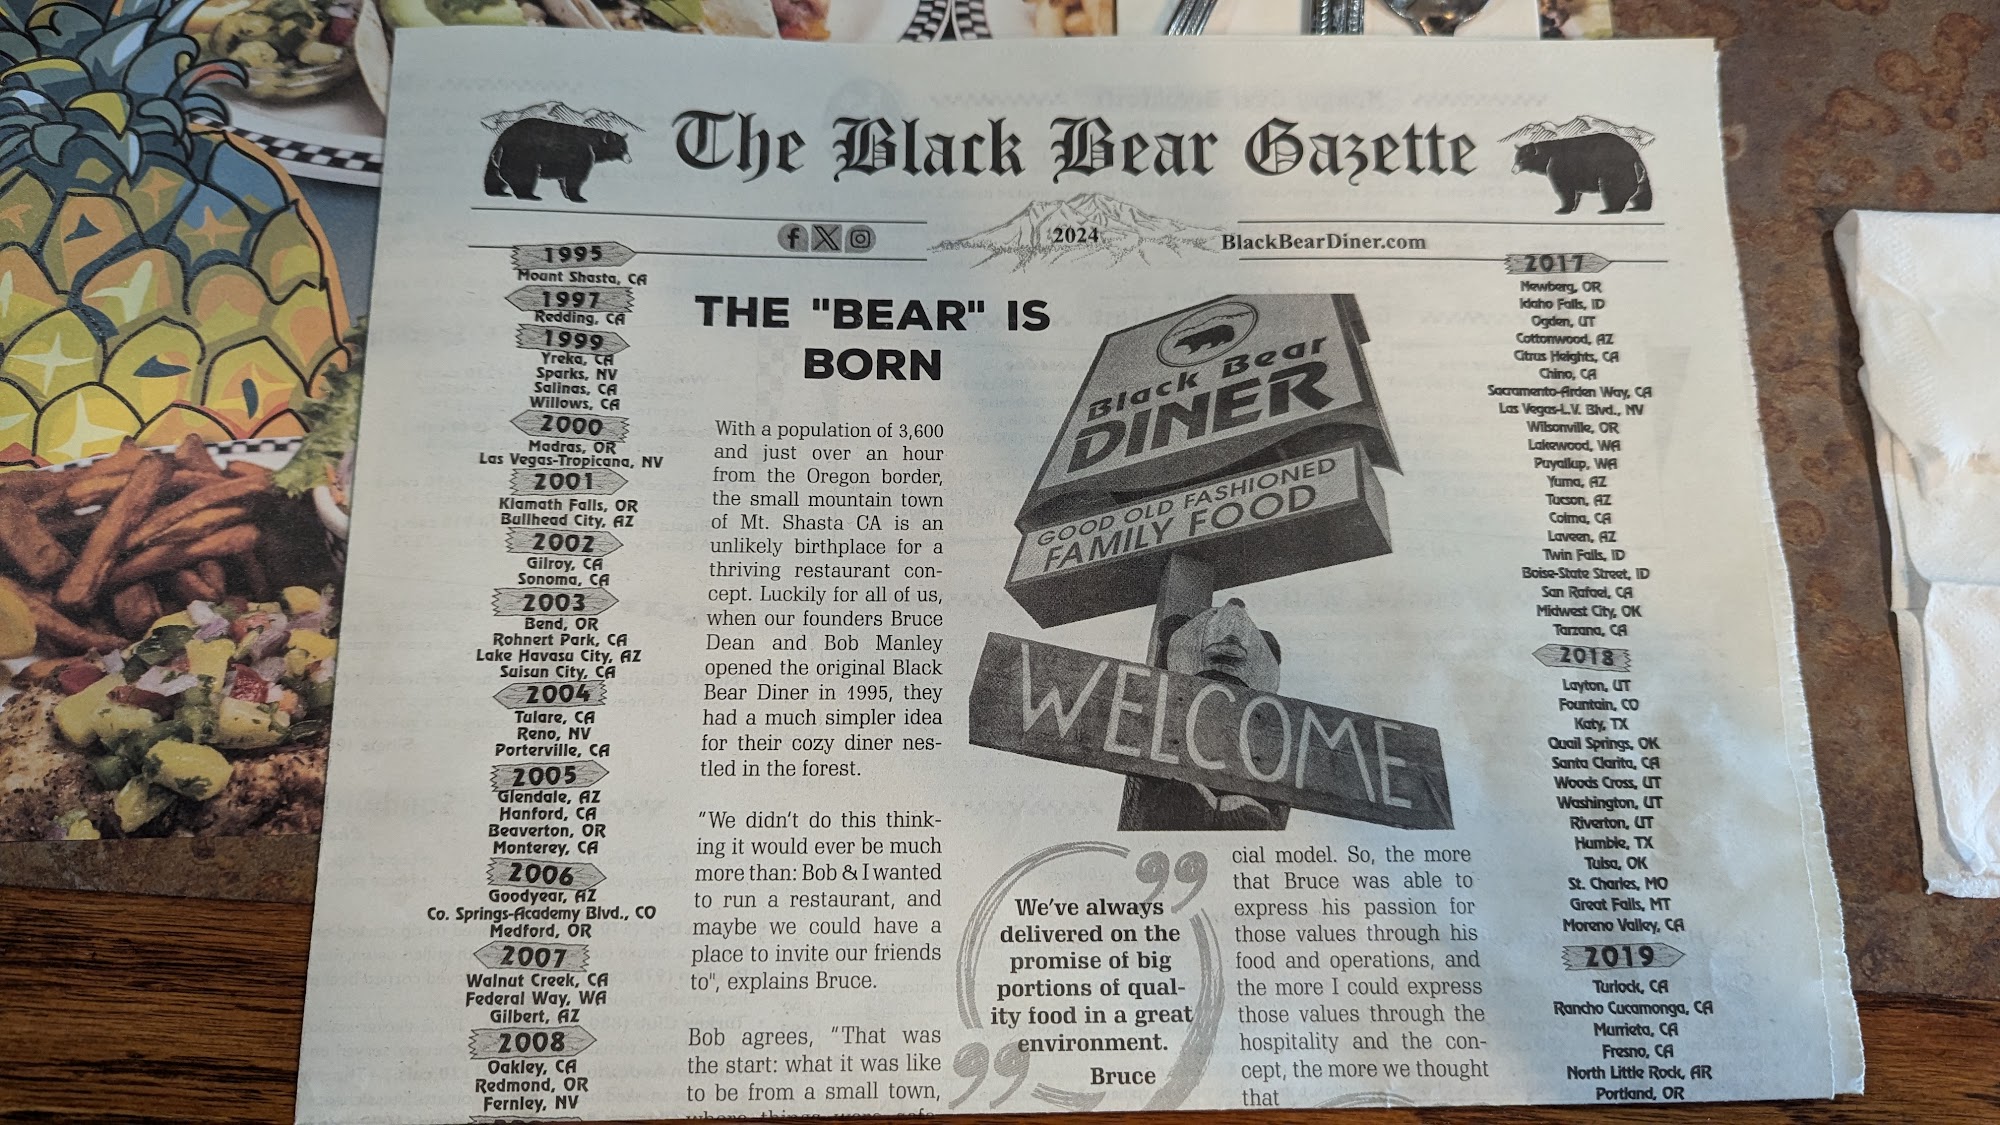 The Black Bear Gazette
2024
BlackBearDiner.com
1995
Mount Shasta, CA
1997
Redding, CA
1999
Yreka, CA
Sparks, NV
Salinas, CA
Willows, CA
2000
Madras, OR
Las Vegas-Tropicana, NV
2001
Klamath Falls, OR
Bullhead City, AZ
2002
Gilroy, CA
Sonoma, CA
2003
Bend, OR
Rohnert Park, CA
Lake Havasu City, AZ
Suisun City, CA
2004
Tulare, CA
Reno, NV
Porterville, CA
2005
Glendale, AZ
Hanford, CA
Beaverton, OR
Monterey, CA
2006
Goodyear, AZ
Co. Springs-Academy Blvd., CO
Medford, OR
2007
Walnut Creek, CA
Federal Way, WA
Gilbert, AZ
2008
Oakley, CA
Redmond, OR
Fernley, NV
THE "BEAR" IS
BORN
With a population of 3,600
and just over an hour
from the Oregon border,
the small mountain town
of Mt. Shasta CA is an
unlikely birthplace for a
thriving restaurant con-
cept. Luckily for all of us,
when our founders Bruce
Dean and Bob Manley
opened the original Black
Bear Diner in 1995, they
had a much simpler idea
for their cozy diner nes-
tled in the forest.
"We didn't do this think-
ing it would ever be much
more than: Bob & I wanted
to run a restaurant, and
maybe we could have a
place to invite our friends
to", explains Bruce.
Bob agrees, "That was
the start: what it was like
to be from a small town,
where things were safe,
Black Bear
DINER
GOOD OLD FASHIONED
FAMILY FOOD
WELCOME
We've always
delivered on the
promise of big
portions of qual-
ity food in a great
environment.
Bruce
cial model. So, the more
that Bruce was able to
express his passion for
those values through his
food and operations, and
the more I could express
those values through the
hospitality and the con-
cept, the more we thought
that
2017
Newberg, OR
Idaho Falls, ID
Ogden, UT
Cottonwood, AZ
Citrus Heights, CA
Chino, CA
Sacramento-Arden Way, CA
Las Vegas-L.V. Blvd., NV
Wilsonville, OR
Lakewood, WA
Puyallup, WA
Yuma, AZ
Tucson, AZ
Colma, CA
Laveen, AZ
Twin Falls, ID
Boise-State Street, ID
San Rafael, CA
Midwest City, OK
Tarzana, CA
2018
Layton, UT
Fountain, CO
Katy, TX
Quail Springs, OK
Santa Clarita, CA
Woods Cross, UT
Washington, UT
Riverton, UT
Humble, TX
Tulsa, OK
St. Charles, MO
Great Falls, MT
Moreno Valley, CA
2019
Turlock, CA
Rancho Cucamonga, CA
Murrieta, CA
Fresno, CA
North Little Rock, AR
Portland, OR